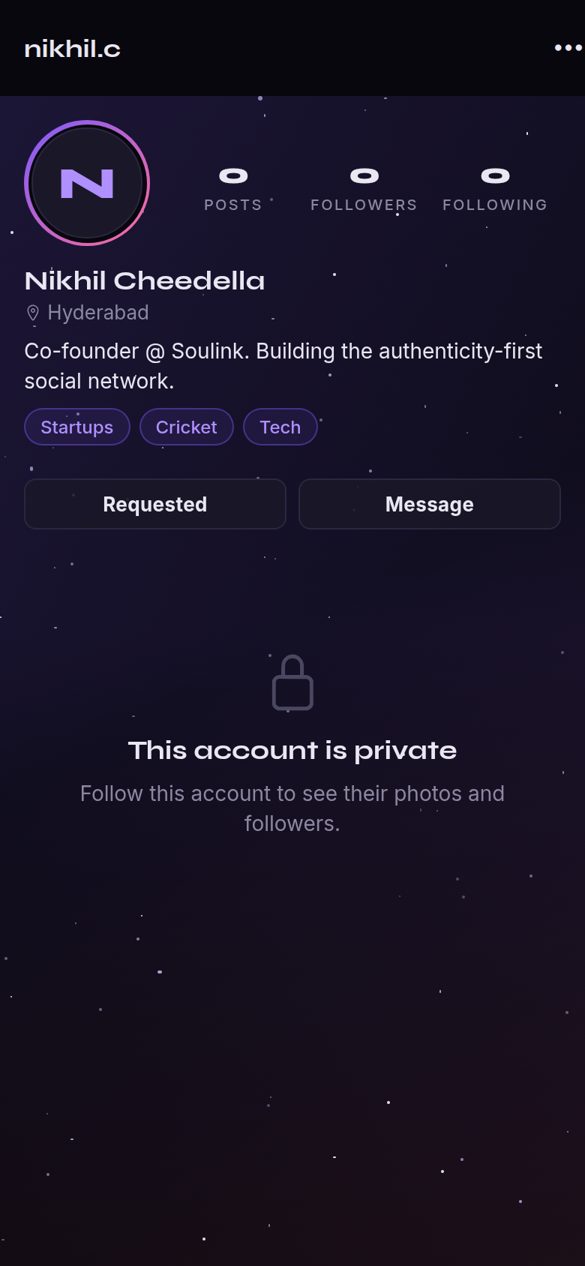 nikhil.c
N
0 0 0
POSTS FOLLOWERS FOLLOWING
Nikhil Cheedella
Hyderabad
Co-founder @ Soulink. Building the authenticity-first
social network.
Startups Cricket Tech
Requested Message
This account is private
Follow this account to see their photos and
followers.